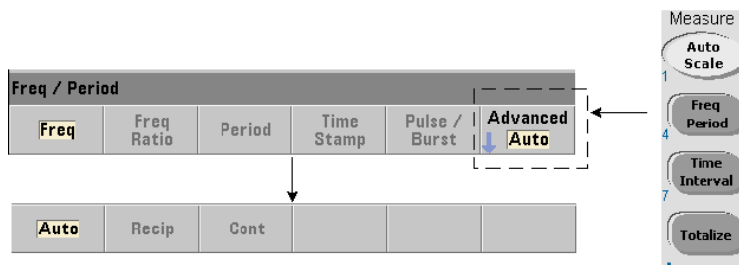 Measure
Auto
Scale
1
Freq / Period
Freq
Freq
Ratio
Period
Time
Stamp
Pulse /
Burst
Advanced
Auto
Freq
Period
4
Time
Interval
7
Totalize
Auto
Recip
Cont